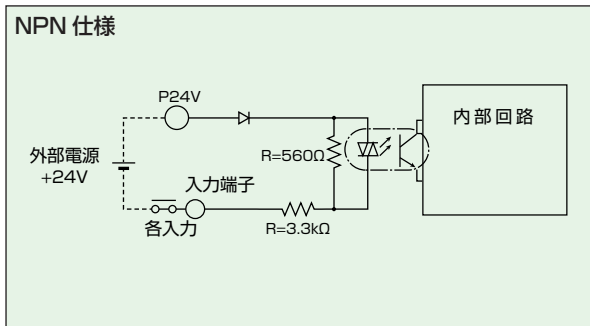 NPN 仕様
P24V
内部回路
外部電源
+24V
R=560Ω
入力端子
各入力
R=3.3kΩ